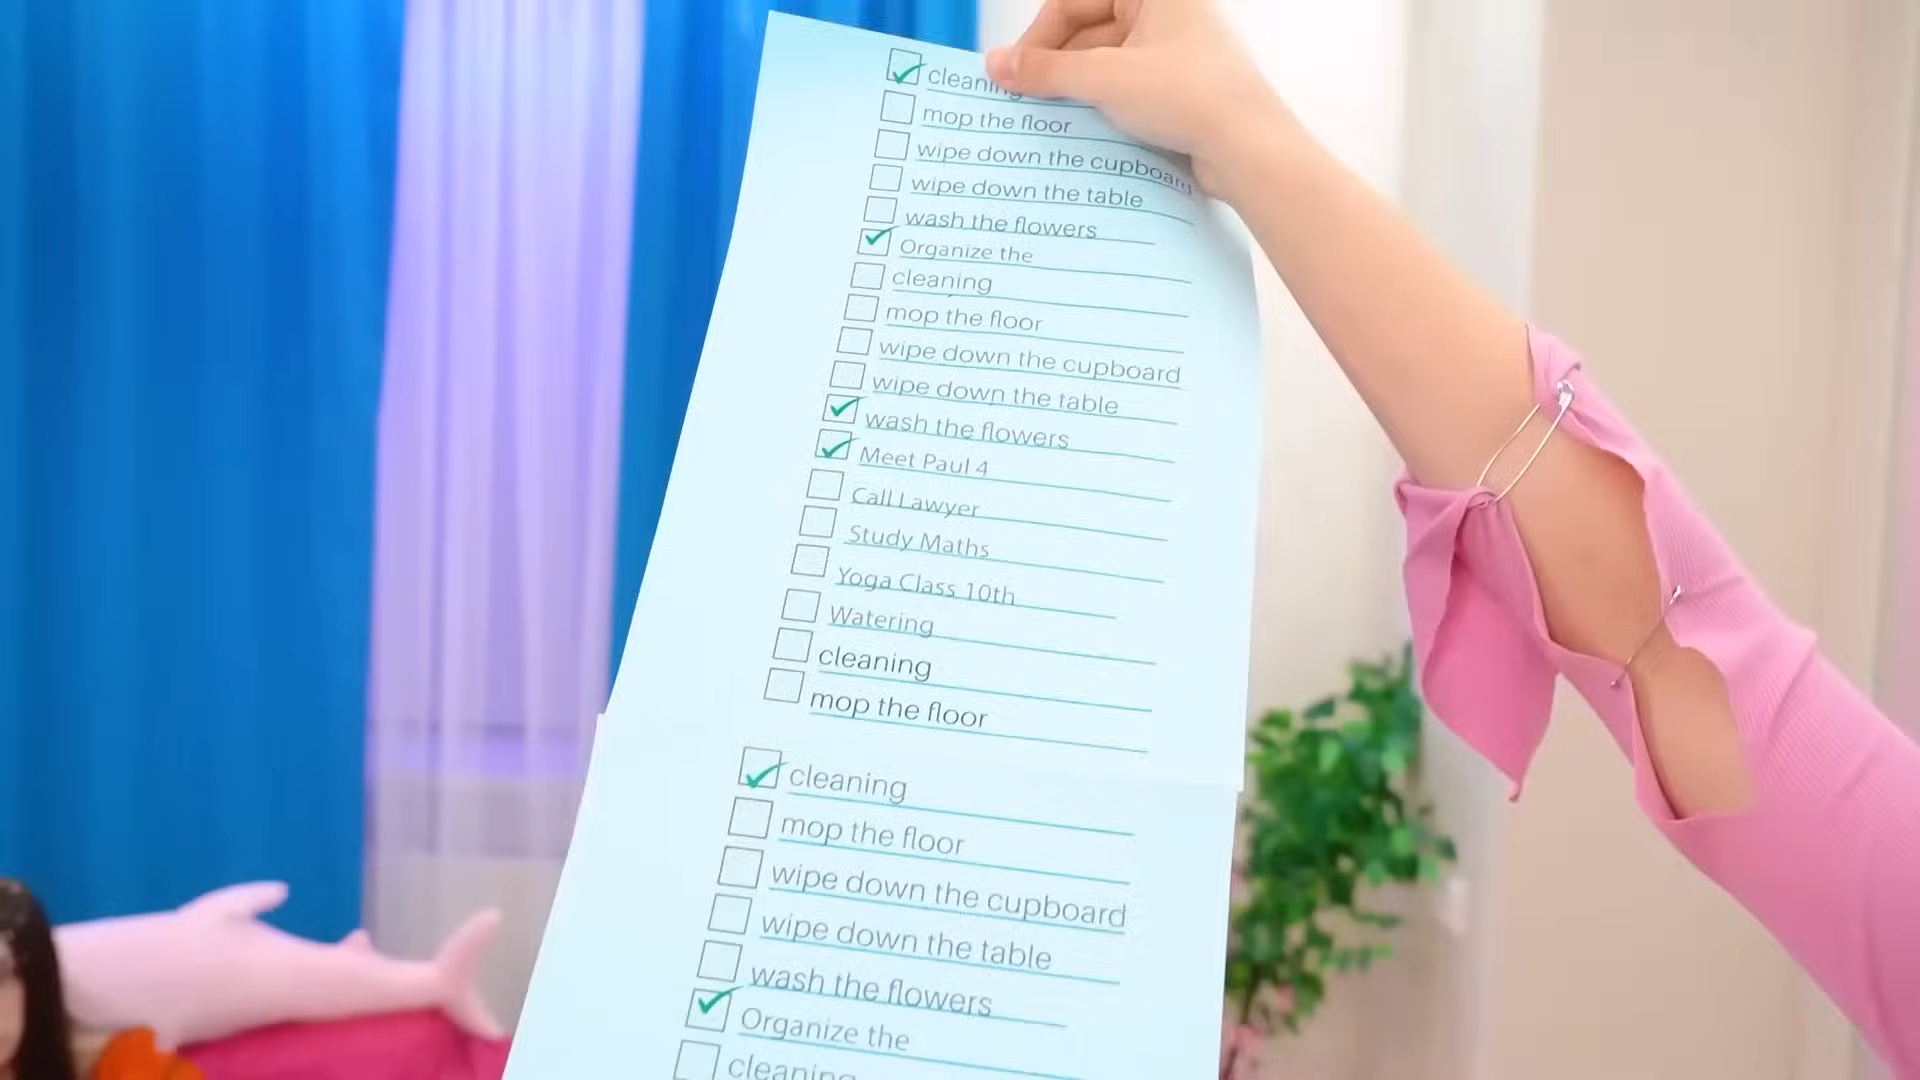 cleaning
mop the floor
wipe down the cupboard
wipe down the table
wash the flowers
Organize the
cleaning
mop the floor
wipe down the cupboard
wipe down the table
wash the flowers
Meet Paul 4
Call Lawyer
Study Maths
Yoga Class 10th
Watering
cleaning
mop the floor
cleaning
mop the floor
wipe down the cupboard
wipe down the table
wash the flowers
Organize the
cleaning